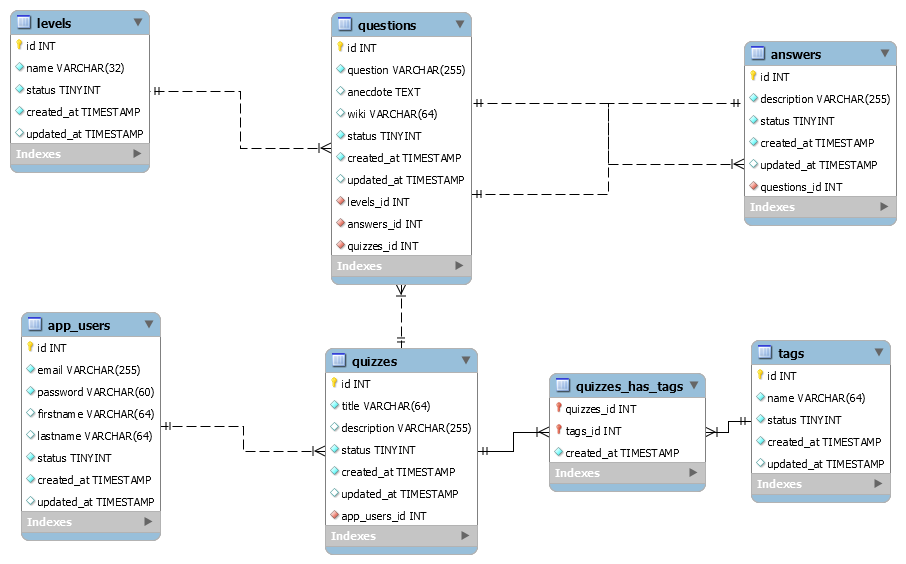 levels
id INT
name VARCHAR(32)
status TINYINT
created_at TIMESTAMP
updated_at TIMESTAMP
Indexes
questions
id INT
question VARCHAR(255)
anecdote TEXT
wiki VARCHAR(64)
status TINYINT
created_at TIMESTAMP
updated_at TIMESTAMP
levels_id INT
answers_id INT
quizzes_id INT
Indexes
answers
id INT
description VARCHAR(255)
status TINYINT
created_at TIMESTAMP
updated_at TIMESTAMP
questions_id INT
Indexes
app_users
id INT
email VARCHAR(255)
password VARCHAR(60)
firstname VARCHAR(64)
lastname VARCHAR(64)
status TINYINT
created_at TIMESTAMP
updated_at TIMESTAMP
Indexes
quizzes
id INT
title VARCHAR(64)
description VARCHAR(255)
status TINYINT
created_at TIMESTAMP
updated_at TIMESTAMP
app_users_id INT
Indexes
quizzes_has_tags
quizzes_id INT
tags_id INT
created_at TIMESTAMP
Indexes
tags
id INT
name VARCHAR(64)
status TINYINT
created_at TIMESTAMP
updated_at TIMESTAMP
Indexes